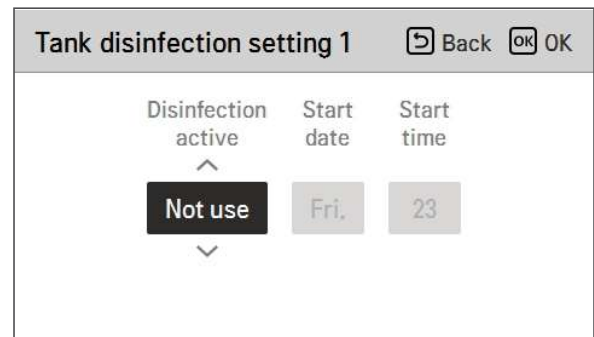 Tank disinfection setting 1 Back OK OK
Disinfection Start Start
active date time
Not use Fri. 23